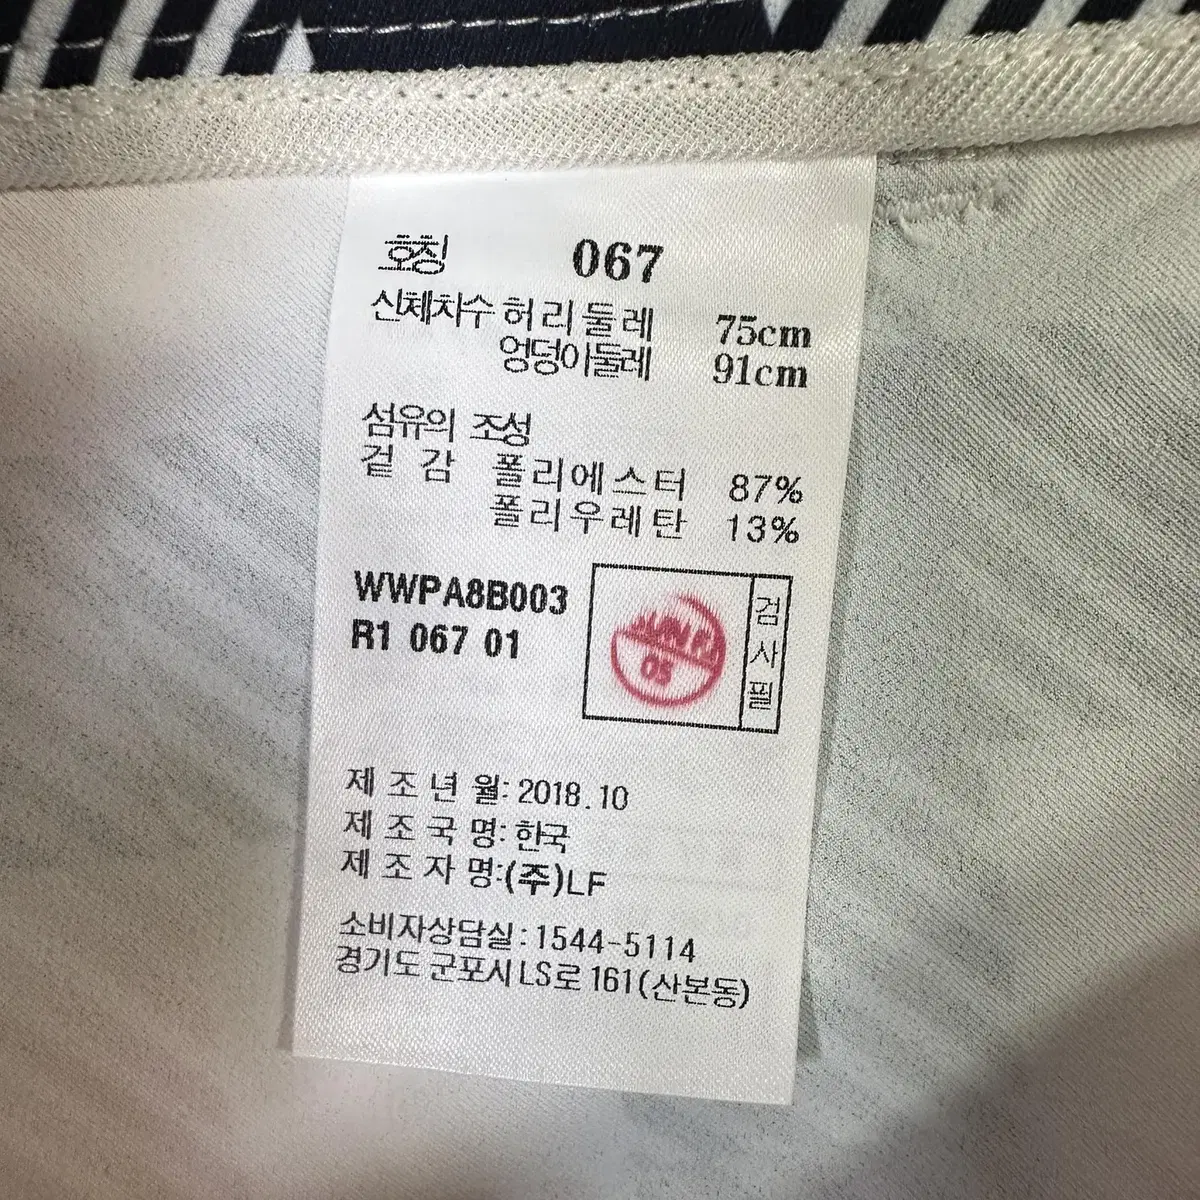 호칭 067
신체치수 허리둘레 75cm
엉덩이둘레 91cm
섬유의 조성
겉감 폴리에스터 87%
폴리우레탄 13%
WWPA8B003
R1 067 01
05
검사필
제조년월: 2018.10
제조국명: 한국
제조자명:(주)LF
소비자상담실:1544-5114
경기도 군포시 LS로 161(산본동)